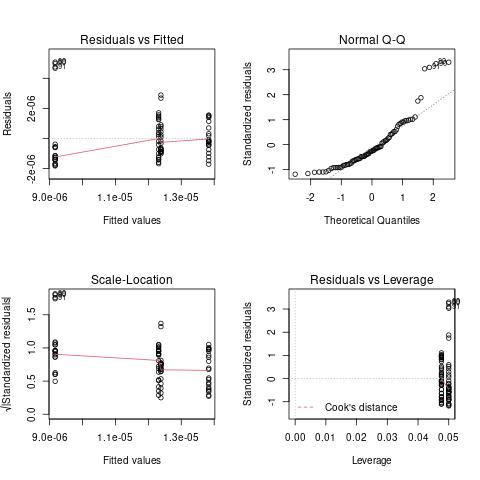 Residuals vs Fitted
Residuals
-2e-06 2e-06
9.0e-06 1.1e-05 1.3e-05
Fitted values
Normal Q-Q
Standardized residuals
-1 0 1 2 3
-2 -1 0 1 2
Theoretical Quantiles
Scale-Location
√|Standardized residuals|
0.0 0.5 1.0 1.5
9.0e-06 1.1e-05 1.3e-05
Fitted values
Residuals vs Leverage
Standardized residuals
-1 0 1 2 3
Cook's distance
0.00 0.01 0.02 0.03 0.04 0.05
Leverage